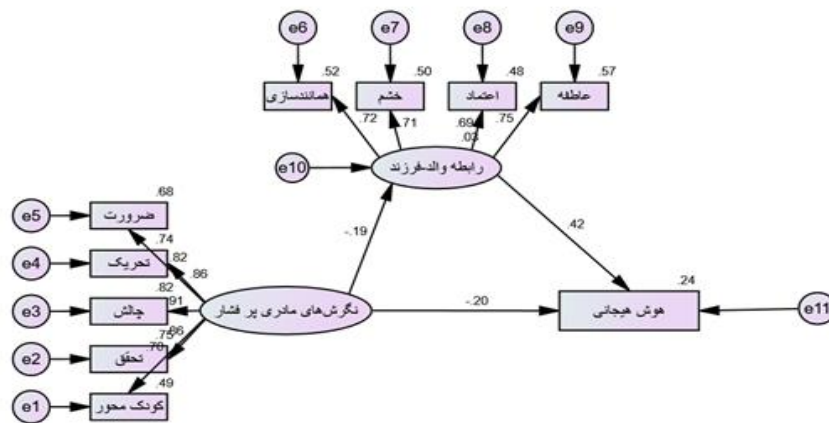 e6 e7 e8 e9
.52 .50 .48 .57
همانندسازی خشم اعتماد عاطفه
.72 .71 .69 .75
.03
e10 رابطه والد-فرزند
.68
e5 ضرورت
.74
-.19 .42
e4 تحریک .82 .86
.82 .24
e3 چالش .91 نگرش‌های مادری پر فشار -.20 هوش هیجانی e11
.75 .86
e2 تحقق .70
.49
e1 کودک محور